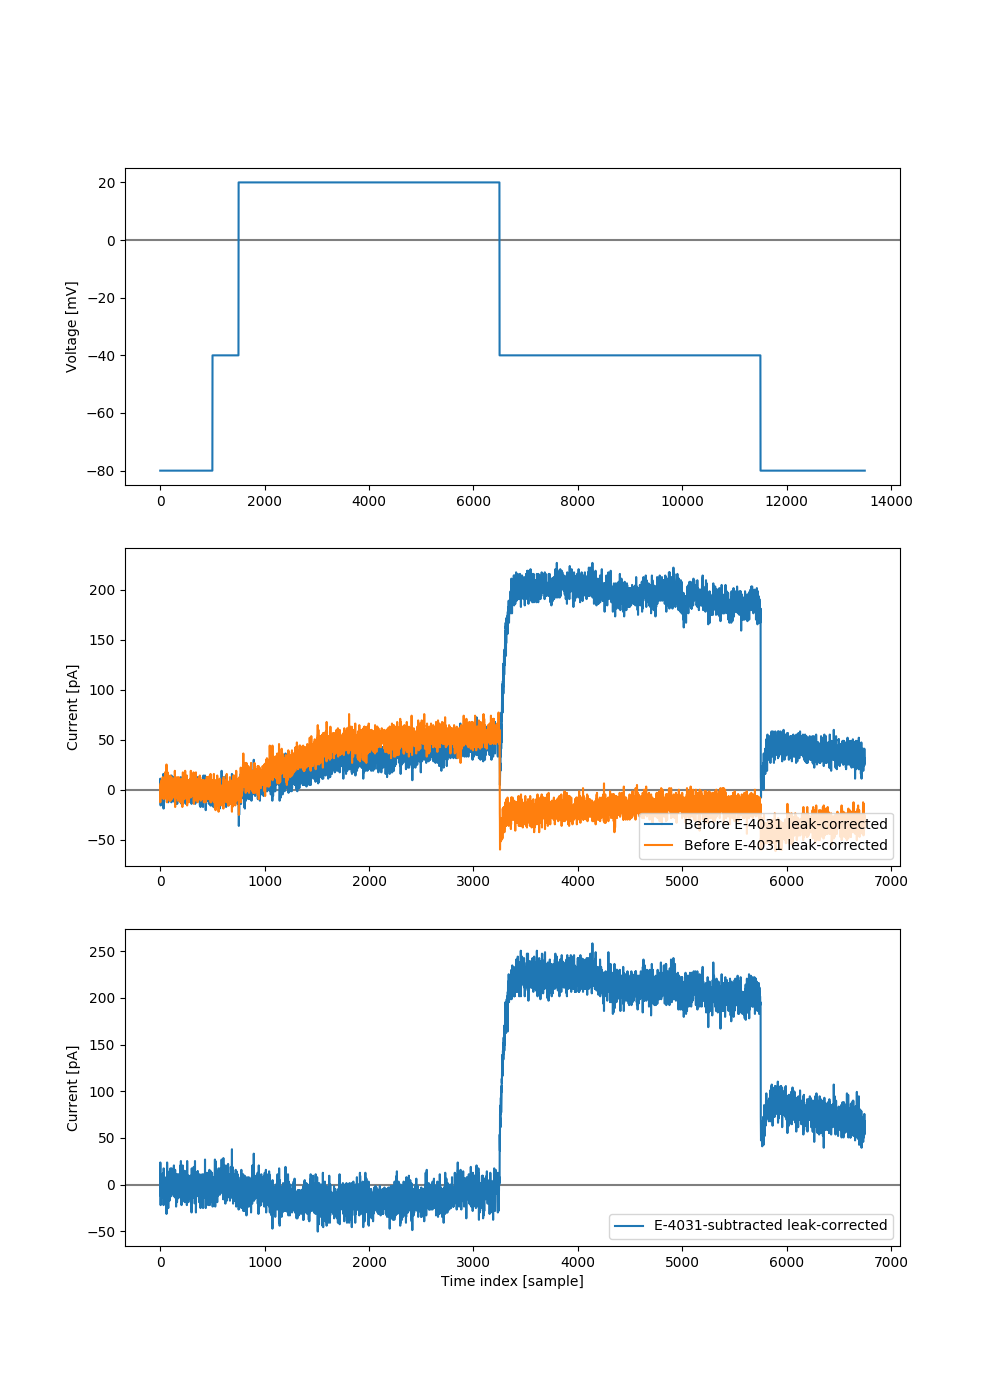 20
0
−20
−40
−60
−80
Voltage [mV]
0 2000 4000 6000 8000 10000 12000 14000
200
150
100
50
0
−50
Current [pA]
Before E-4031 leak-corrected
Before E-4031 leak-corrected
0 1000 2000 3000 4000 5000 6000 7000
250
200
150
100
50
0
−50
Current [pA]
E-4031-subtracted leak-corrected
0 1000 2000 3000 4000 5000 6000 7000
Time index [sample]